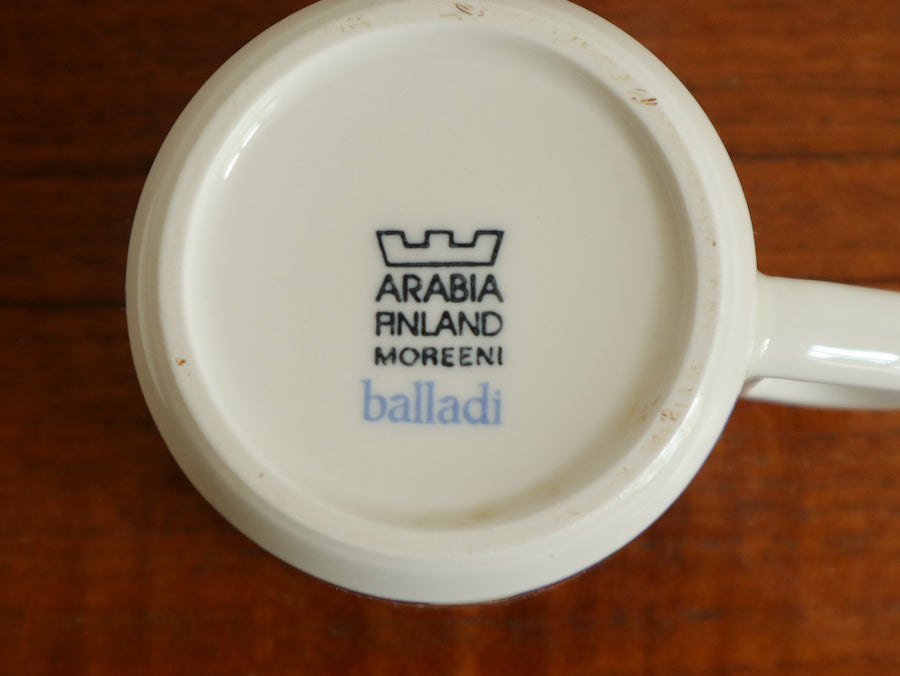 ARABIA
FINLAND
MOREENI
balladi